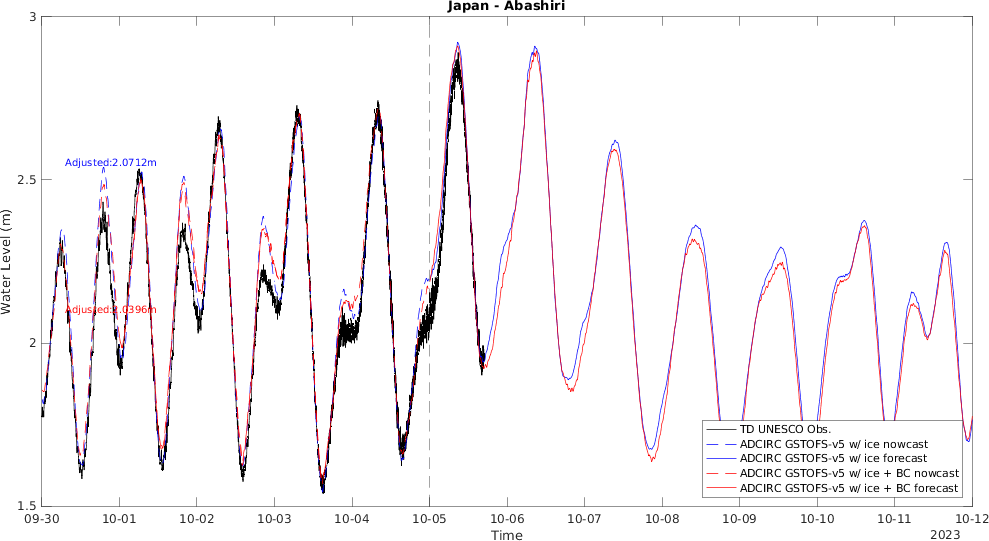 Japan - Abashiri
3
2.5
2
1.5
Water Level (m)
Adjusted:2.0712m
Adjusted:2.0396m
TD UNESCO Obs.
ADCIRC GSTOFS-v5 w/ ice nowcast
ADCIRC GSTOFS-v5 w/ ice forecast
ADCIRC GSTOFS-v5 w/ ice + BC nowcast
ADCIRC GSTOFS-v5 w/ ice + BC forecast
09-30 10-01 10-02 10-03 10-04 10-05 10-06 10-07 10-08 10-09 10-10 10-11 10-12
Time
2023